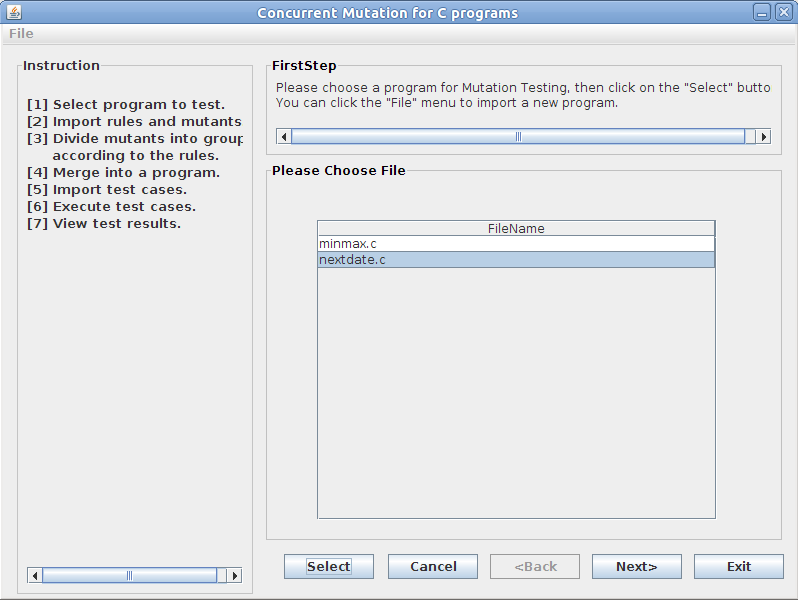 Concurrent Mutation for C programs
File
Instruction
[1] Select program to test.
[2] Import rules and mutants
[3] Divide mutants into group
according to the rules.
[4] Merge into a program.
[5] Import test cases.
[6] Execute test cases.
[7] View test results.
FirstStep
Please choose a program for Mutation Testing, then click on the "Select" butto
You can click the "File" menu to import a new program.
Please Choose File
FileName
minmax.c
nextdate.c
Select
Cancel
<Back
Next>
Exit